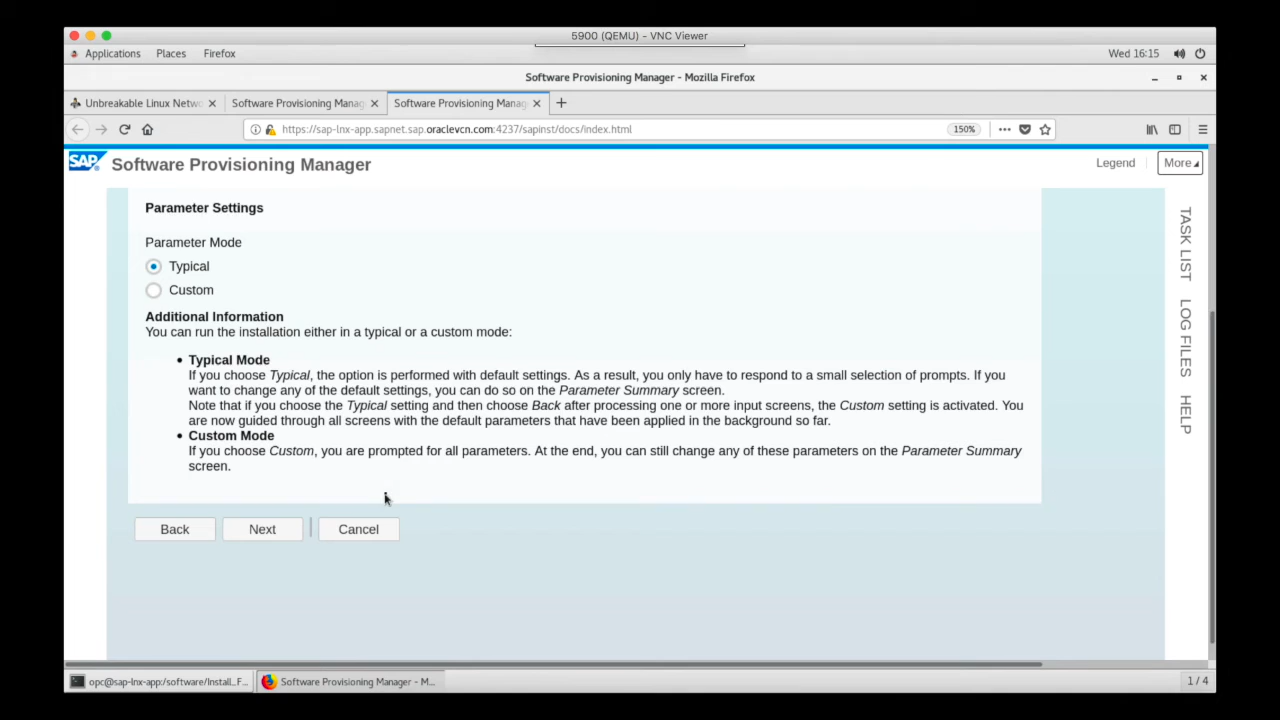 5900 (QEMU) - VNC Viewer
Applications Places Firefox Wed 16:15
Software Provisioning Manager - Mozilla Firefox
Unbreakable Linux Netwo Software Provisioning Manag Software Provisioning Manag
https://sap-lnx-app.sapnet.sap.oraclevcn.com:4237/sapinst/docs/index.html 150%
SAP Software Provisioning Manager Legend More
Parameter Settings
Parameter Mode
Typical
Custom
Additional Information
You can run the installation either in a typical or a custom mode:
• Typical Mode
If you choose Typical, the option is performed with default settings. As a result, you only have to respond to a small selection of prompts. If you
want to change any of the default settings, you can do so on the Parameter Summary screen.
Note that if you choose the Typical setting and then choose Back after processing one or more input screens, the Custom setting is activated. You
are now guided through all screens with the default parameters that have been applied in the background so far.
• Custom Mode
If you choose Custom, you are prompted for all parameters. At the end, you can still change any of these parameters on the Parameter Summary
screen.
Back Next Cancel
TASK LIST
LOG FILES
HELP
opc@sap-lnx-app:/software/Install_F... Software Provisioning Manager - M... 1 / 4